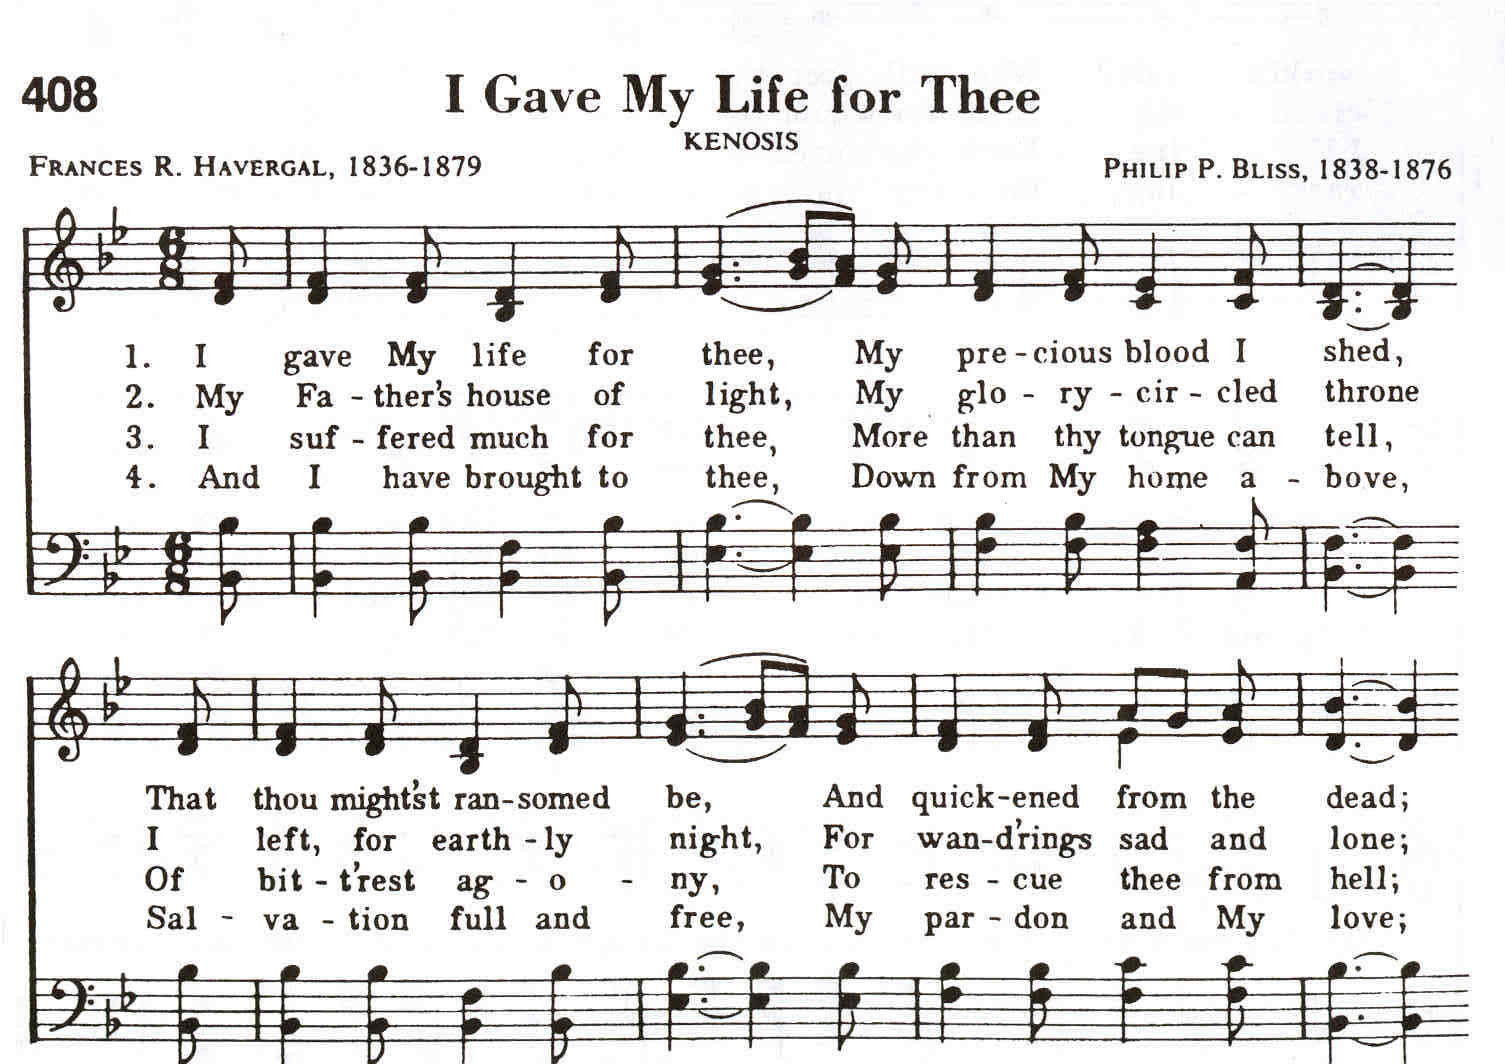 408
I Gave My Life for Thee
KENOSIS
FRANCES R. HAVERGAL, 1836-1879
PHILIP P. BLISS, 1838-1876
1. I gave My life for thee, My pre-cious blood I shed,
2. My Fa - ther's house of light, My glo - ry - cir - cled throne
3. I suf - fered much for thee, More than thy tongue can tell,
4. And I have brought to thee, Down from My home a - bove,
That thou might'st ran-somed be, And quick-ened from the dead;
I left, for earth - ly night, For wan-d'rings sad and lone;
Of bit - t'rest ag - o - ny, To res - cue thee from hell;
Sal - va - tion full and free, My par - don and My love;